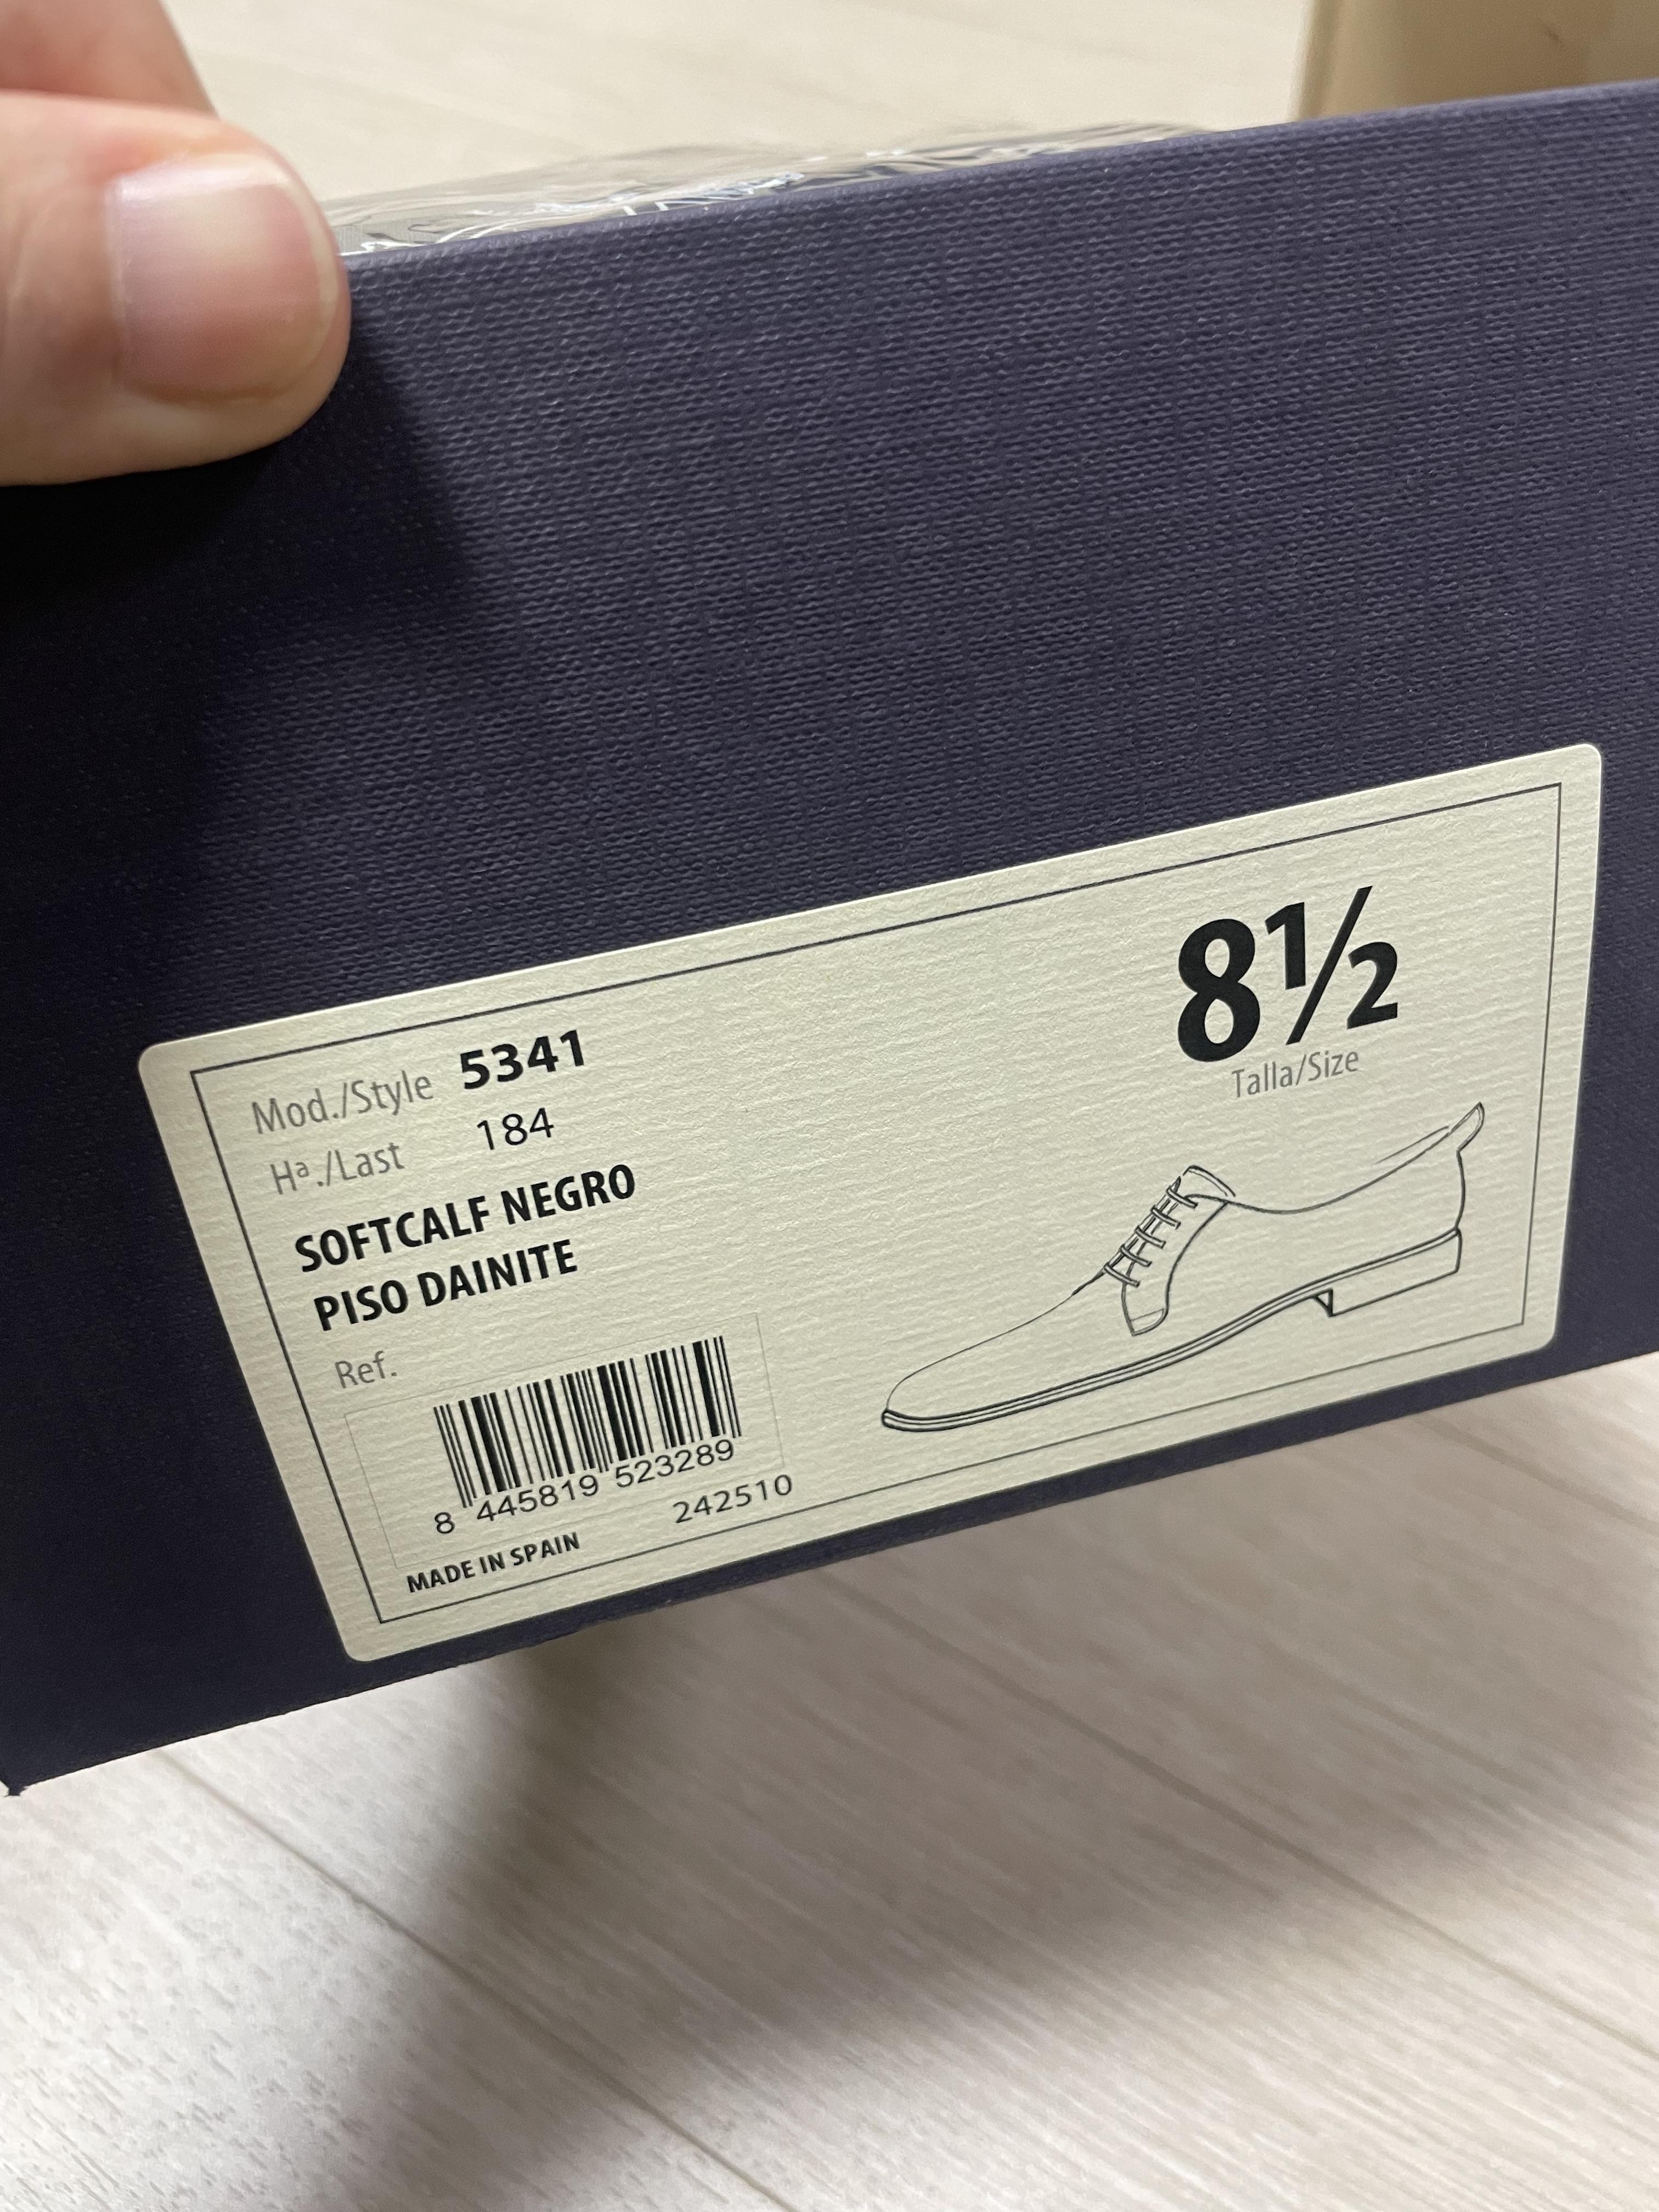 Mod./Style 5341
Hª./Last 184
SOFTCALF NEGRO
PISO DAINITE
Ref.
8 445819 523289
MADE IN SPAIN 242510
8½
Talla/Size